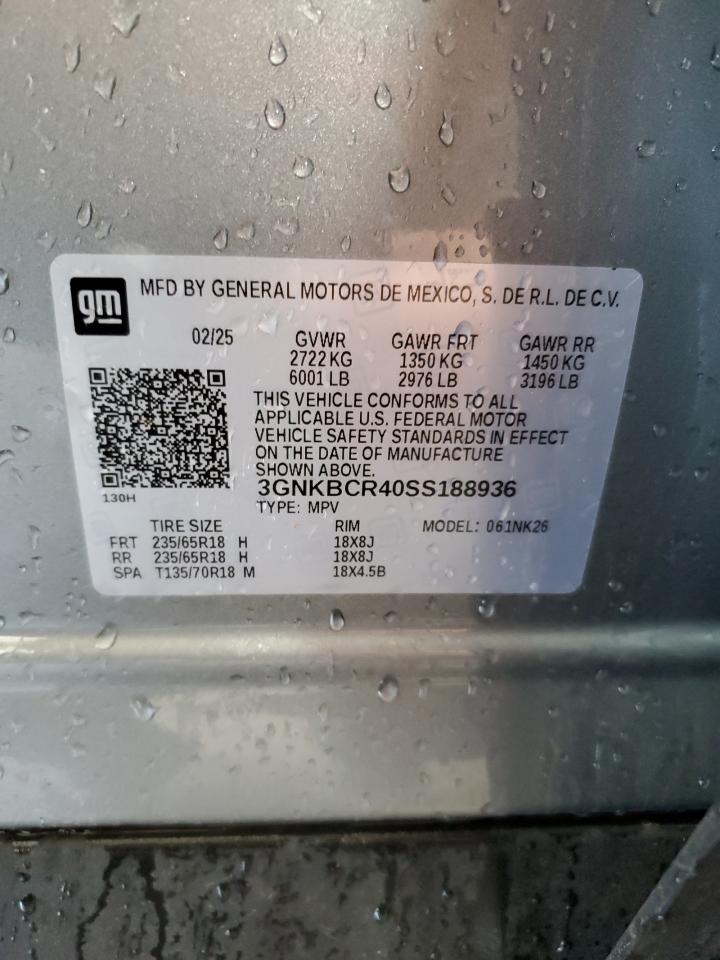 gm MFD BY GENERAL MOTORS DE MEXICO, S. DE R.L. DE C.V.
02/25 GVWR GAWR FRT GAWR RR
2722 KG 1350 KG 1450 KG
6001 LB 2976 LB 3196 LB
THIS VEHICLE CONFORMS TO ALL
APPLICABLE U.S. FEDERAL MOTOR
VEHICLE SAFETY STANDARDS IN EFFECT
ON THE DATE OF MANUFACTURE
SHOWN ABOVE.
130H 3GNKBCR40SS188936
TYPE: MPV
TIRE SIZE RIM MODEL: 061NK26
FRT 235/65R18 H 18X8J
RR 235/65R18 H 18X8J
SPA T135/70R18 M 18X4.5B